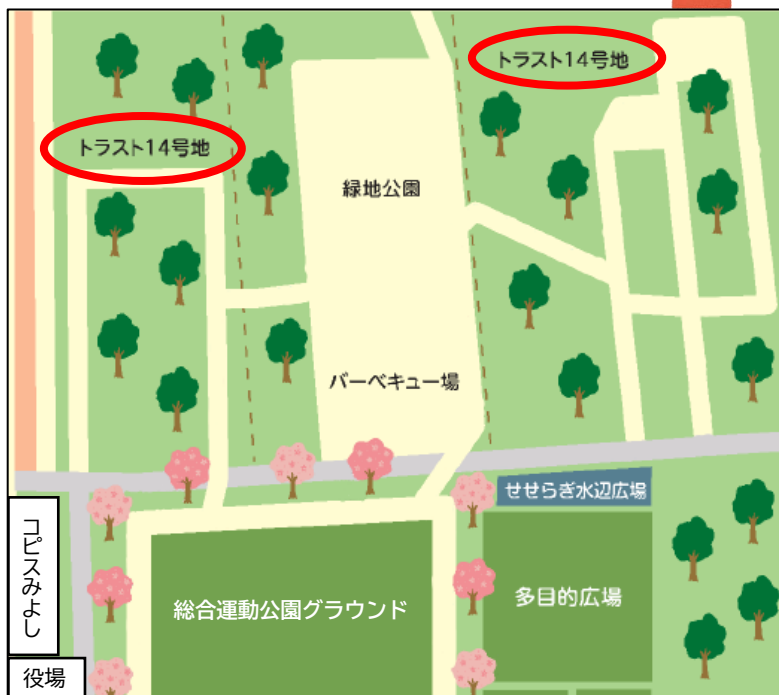 トラスト14号地
トラスト14号地
緑地公園
バーベキュー場
せせらぎ水辺広場
コピスみよし
総合運動公園グラウンド
多目的広場
役場